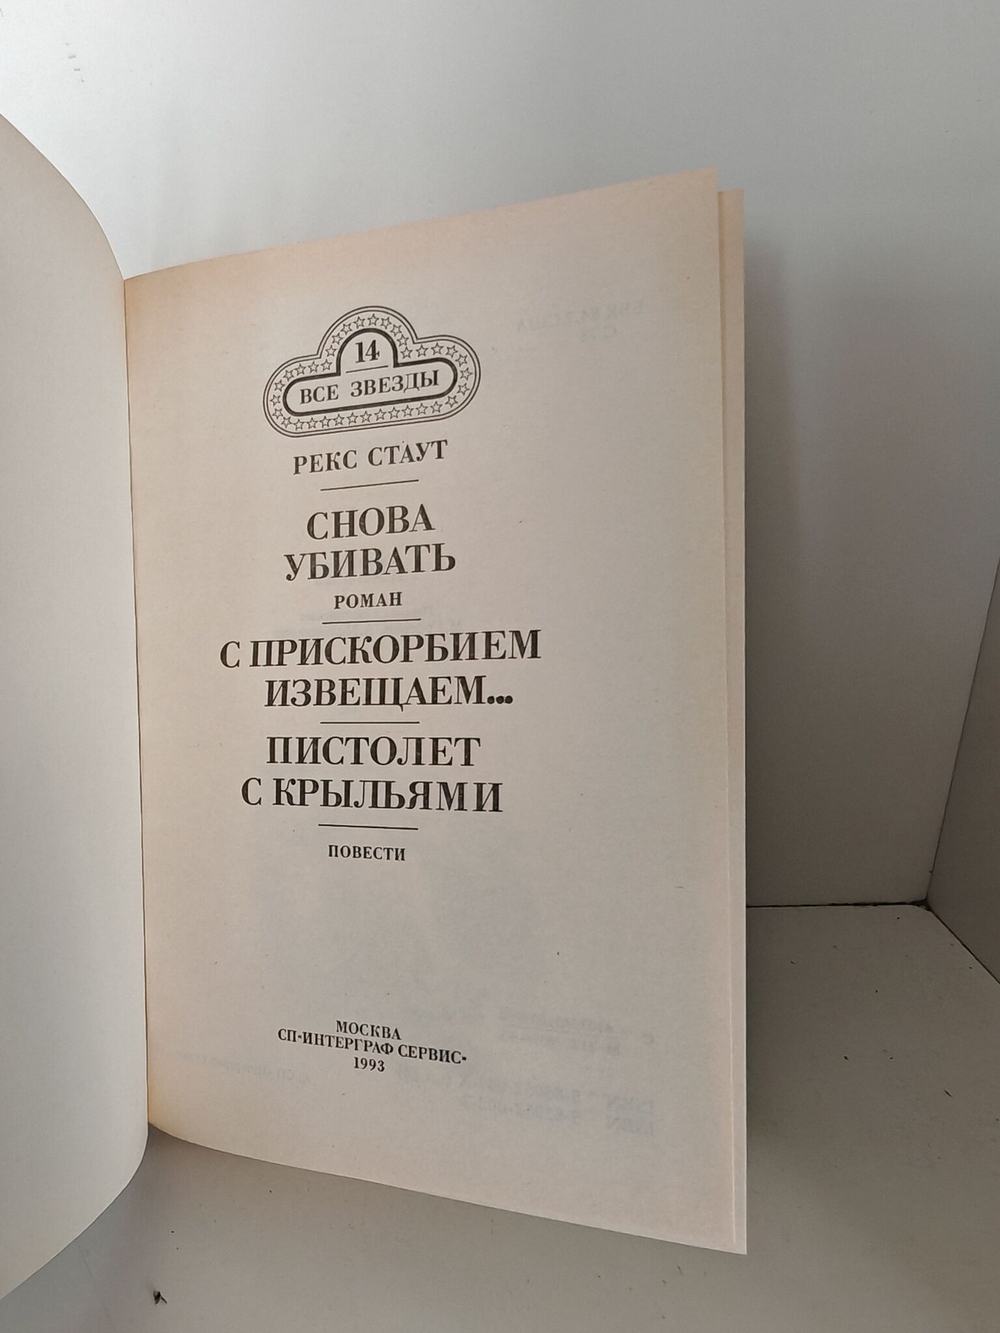 14
ВСЕ ЗВЕЗДЫ
РЕКС СТАУТ
СНОВА
УБИВАТЬ
РОМАН
С ПРИСКОРБИЕМ
ИЗВЕЩАЕМ...
ПИСТОЛЕТ
С КРЫЛЬЯМИ
ПОВЕСТИ
МОСКВА
СП-ИНТЕРГРАФ СЕРВИС-
1993